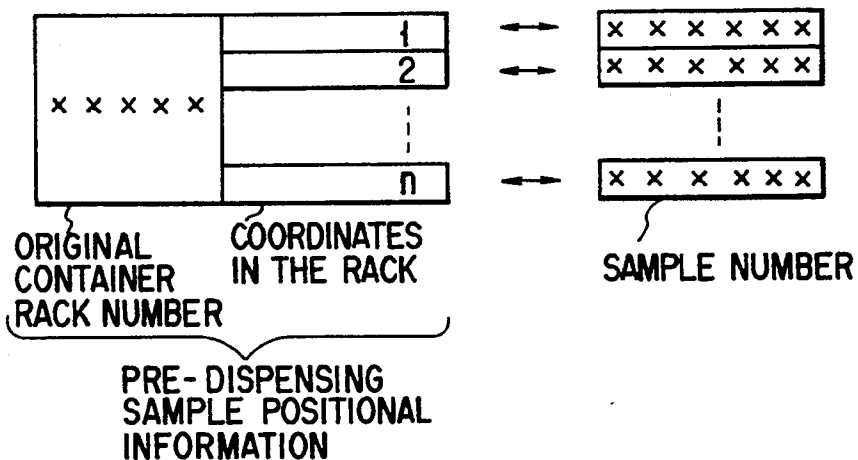 1 ↔ × × × × × ×
2 ↔ × × × × × ×
× × × × ×
n ↔ × × × × × ×
ORIGINAL
CONTAINER
RACK NUMBER
COORDINATES
IN THE RACK
SAMPLE NUMBER
PRE-DISPENSING
SAMPLE POSITIONAL
INFORMATION